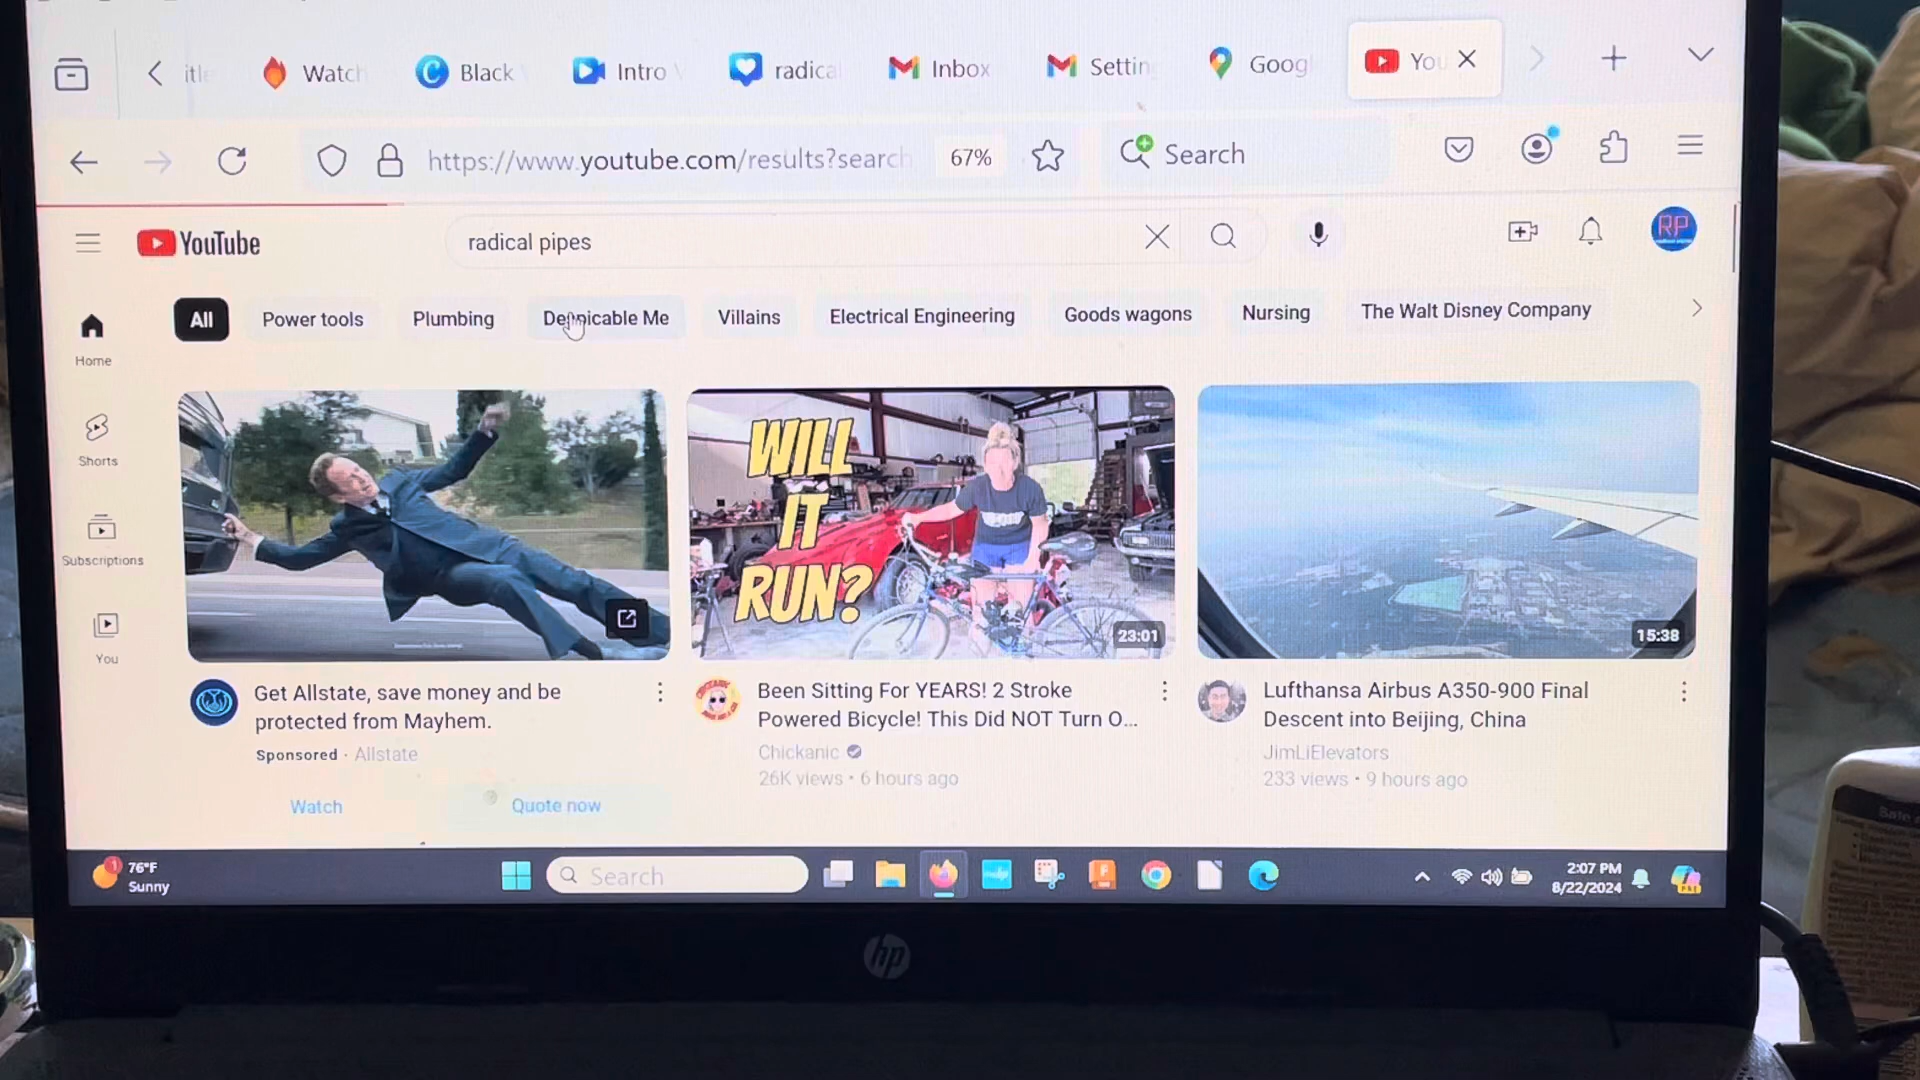 Watch
Black
Intro
radica
Inbox
Settin
Goog
You
https://www.youtube.com/results?search
67%
Search
YouTube
radical pipes
RP
All
Power tools
Plumbing
Despicable Me
Villains
Electrical Engineering
Goods wagons
Nursing
The Walt Disney Company
Home
Shorts
Subscriptions
You
WILL
IT
RUN?
23:01
15:38
Get Allstate, save money and be
protected from Mayhem.
Sponsored · Allstate
Watch
Quote now
Been Sitting For YEARS! 2 Stroke
Powered Bicycle! This Did NOT Turn O...
Chickanic
26K views • 6 hours ago
Lufthansa Airbus A350-900 Final
Descent into Beijing, China
JimLiElevators
233 views • 9 hours ago
1
76°F
Sunny
Search
2:07 PM
8/22/2024
hp